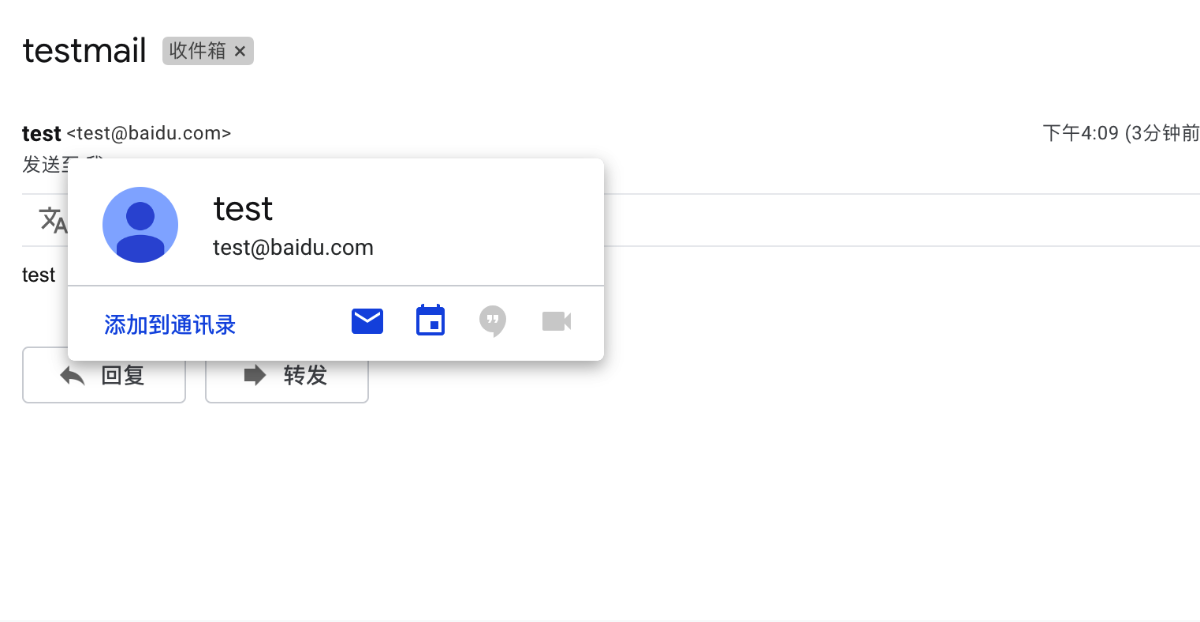 testmail 收件箱 ×
test <test@baidu.com>
下午4:09 (3分钟前
发送至
test
test@baidu.com
test
添加到通讯录
回复 转发